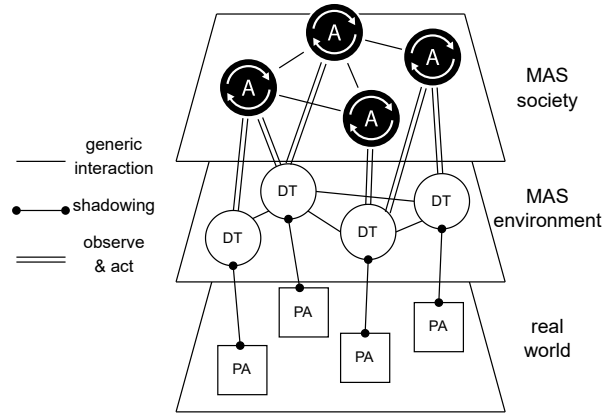 A
A
A
A
MAS
society
generic
interaction
shadowing
observe
& act
DT
DT
DT
DT
MAS
environment
PA
PA
PA
PA
real
world